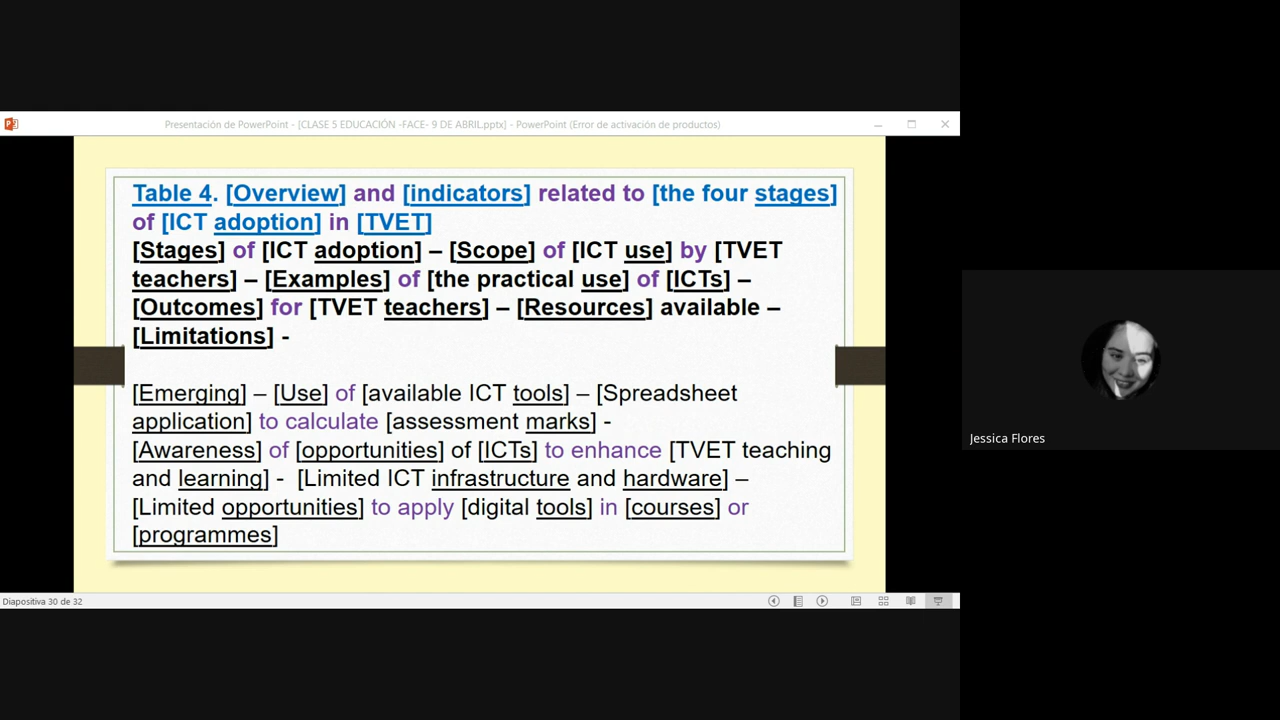 Presentación de PowerPoint - [CLASE 5 EDUCACIÓN -FACE- 9 DE ABRIL.pptx] - PowerPoint (Error de activación de productos)
Table 4. [Overview] and [indicators] related to [the four stages]
of [ICT adoption] in [TVET]
[Stages] of [ICT adoption] – [Scope] of [ICT use] by [TVET
teachers] – [Examples] of [the practical use] of [ICTs] –
[Outcomes] for [TVET teachers] – [Resources] available –
[Limitations] -
[Emerging] – [Use] of [available ICT tools] – [Spreadsheet
application] to calculate [assessment marks] -
[Awareness] of [opportunities] of [ICTs] to enhance [TVET teaching
and learning] - [Limited ICT infrastructure and hardware] –
[Limited opportunities] to apply [digital tools] in [courses] or
[programmes]
Diapositiva 30 de 32
Jessica Flores